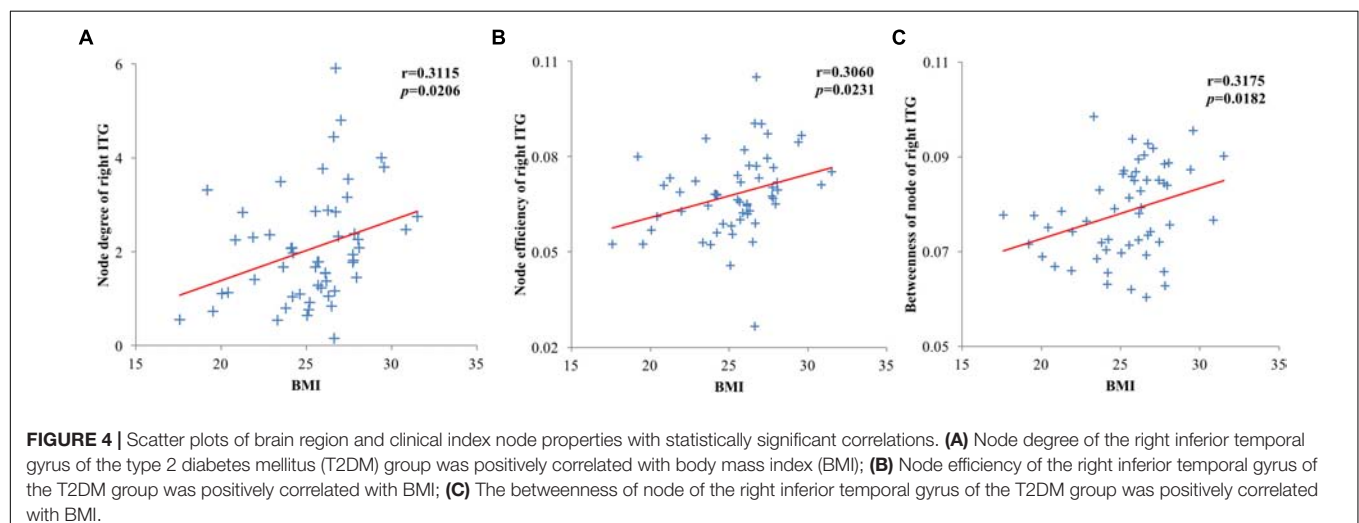 A
r=0.3115
p=0.0206
Node degree of right ITG
6
4
2
0
15 20 25 30 35
BMI
B
r=0.3060
p=0.0231
Node efficiency of right ITG
0.11
0.08
0.05
0.02
15 20 25 30 35
BMI
C
r=0.3175
p=0.0182
Betweenness of node of right ITG
0.11
0.09
0.07
0.05
15 20 25 30 35
BMI
FIGURE 4 | Scatter plots of brain region and clinical index node properties with statistically significant correlations. (A) Node degree of the right inferior temporal
gyrus of the type 2 diabetes mellitus (T2DM) group was positively correlated with body mass index (BMI); (B) Node efficiency of the right inferior temporal gyrus of
the T2DM group was positively correlated with BMI; (C) The betweenness of node of the right inferior temporal gyrus of the T2DM group was positively correlated
with BMI.